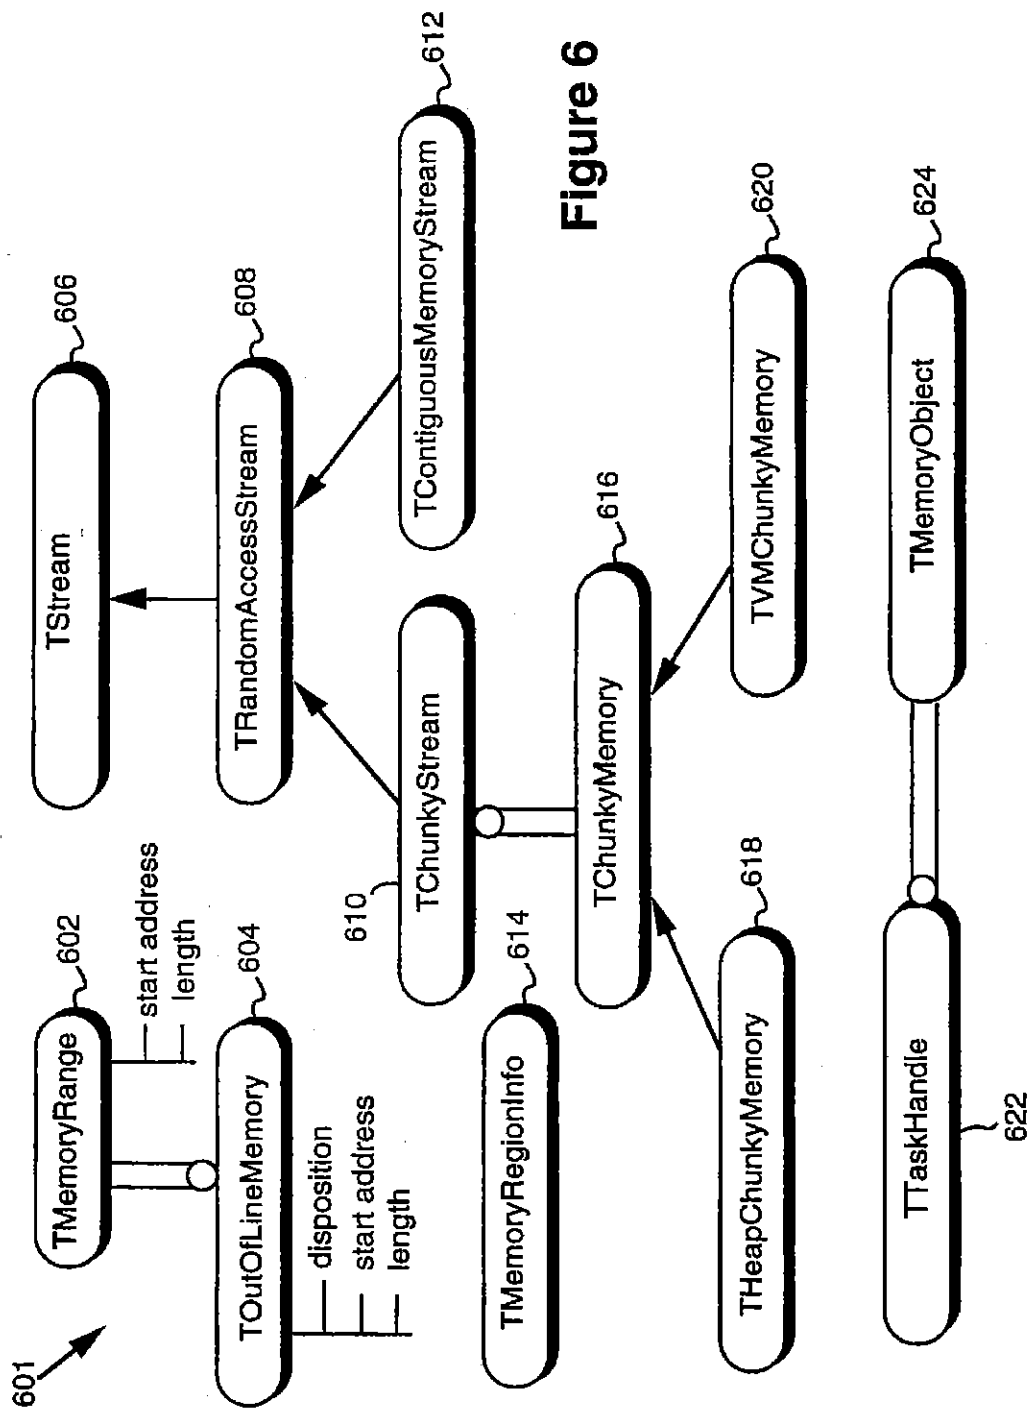 601
TMemoryRange
602
start address
length
TOutOfLineMemory
604
disposition
start address
length
TStream
606
TRandomAccessStream
608
610
TChunkyStream
TContiguousMemoryStream
612
TMemoryRegionInfo
614
TChunkyMemory
616
THeapChunkyMemory
618
TVMChunkyMemory
620
TTaskHandle
622
TMemoryObject
624
Figure 6